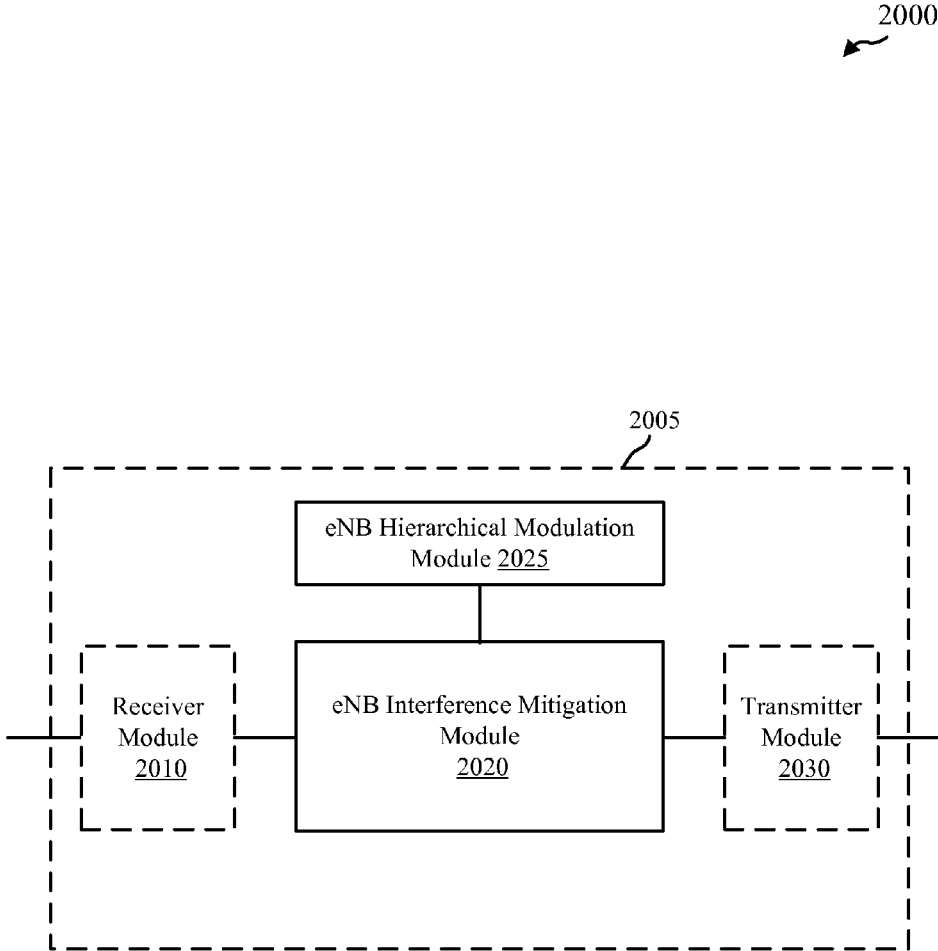 2000
2005
eNB Hierarchical Modulation
Module 2025
Receiver
Module
2010
eNB Interference Mitigation
Module
2020
Transmitter
Module
2030